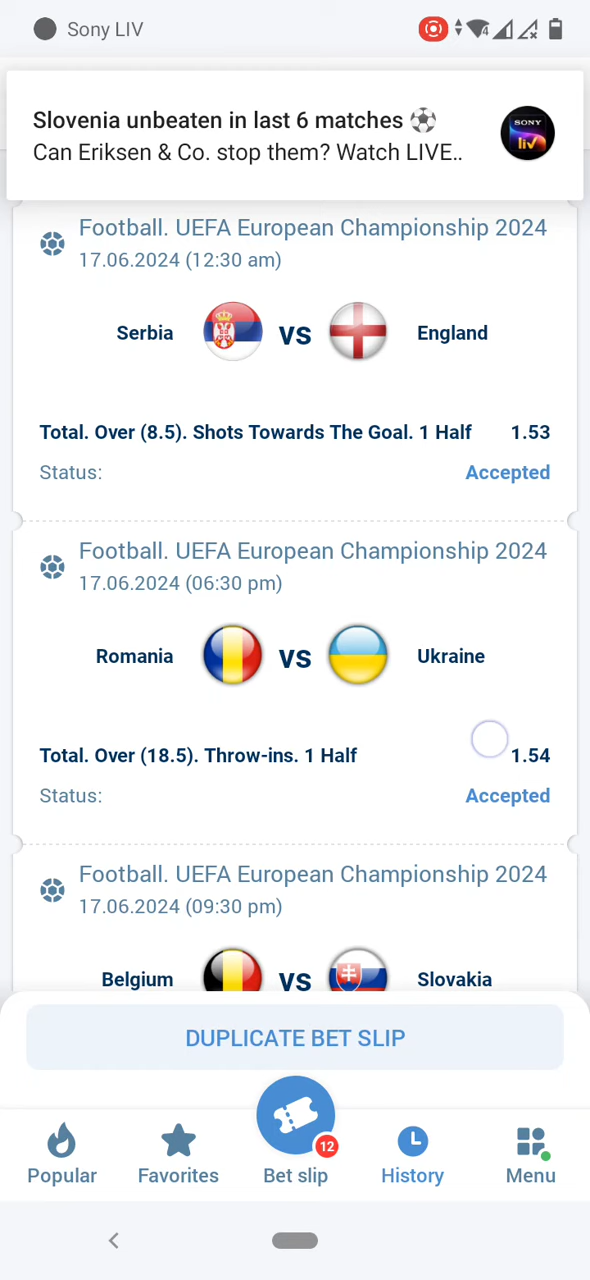 Sony LIV
4
Slovenia unbeaten in last 6 matches ⚽
Can Eriksen & Co. stop them? Watch LIVE..
SONY
liv
Football. UEFA European Championship 2024
17.06.2024 (12:30 am)
Serbia vs England
Total. Over (8.5). Shots Towards The Goal. 1 Half 1.53
Status: Accepted
Football. UEFA European Championship 2024
17.06.2024 (06:30 pm)
Romania vs Ukraine
Total. Over (18.5). Throw-ins. 1 Half 1.54
Status: Accepted
Football. UEFA European Championship 2024
17.06.2024 (09:30 pm)
Belgium vs Slovakia
DUPLICATE BET SLIP
12
Popular Favorites Bet slip History Menu